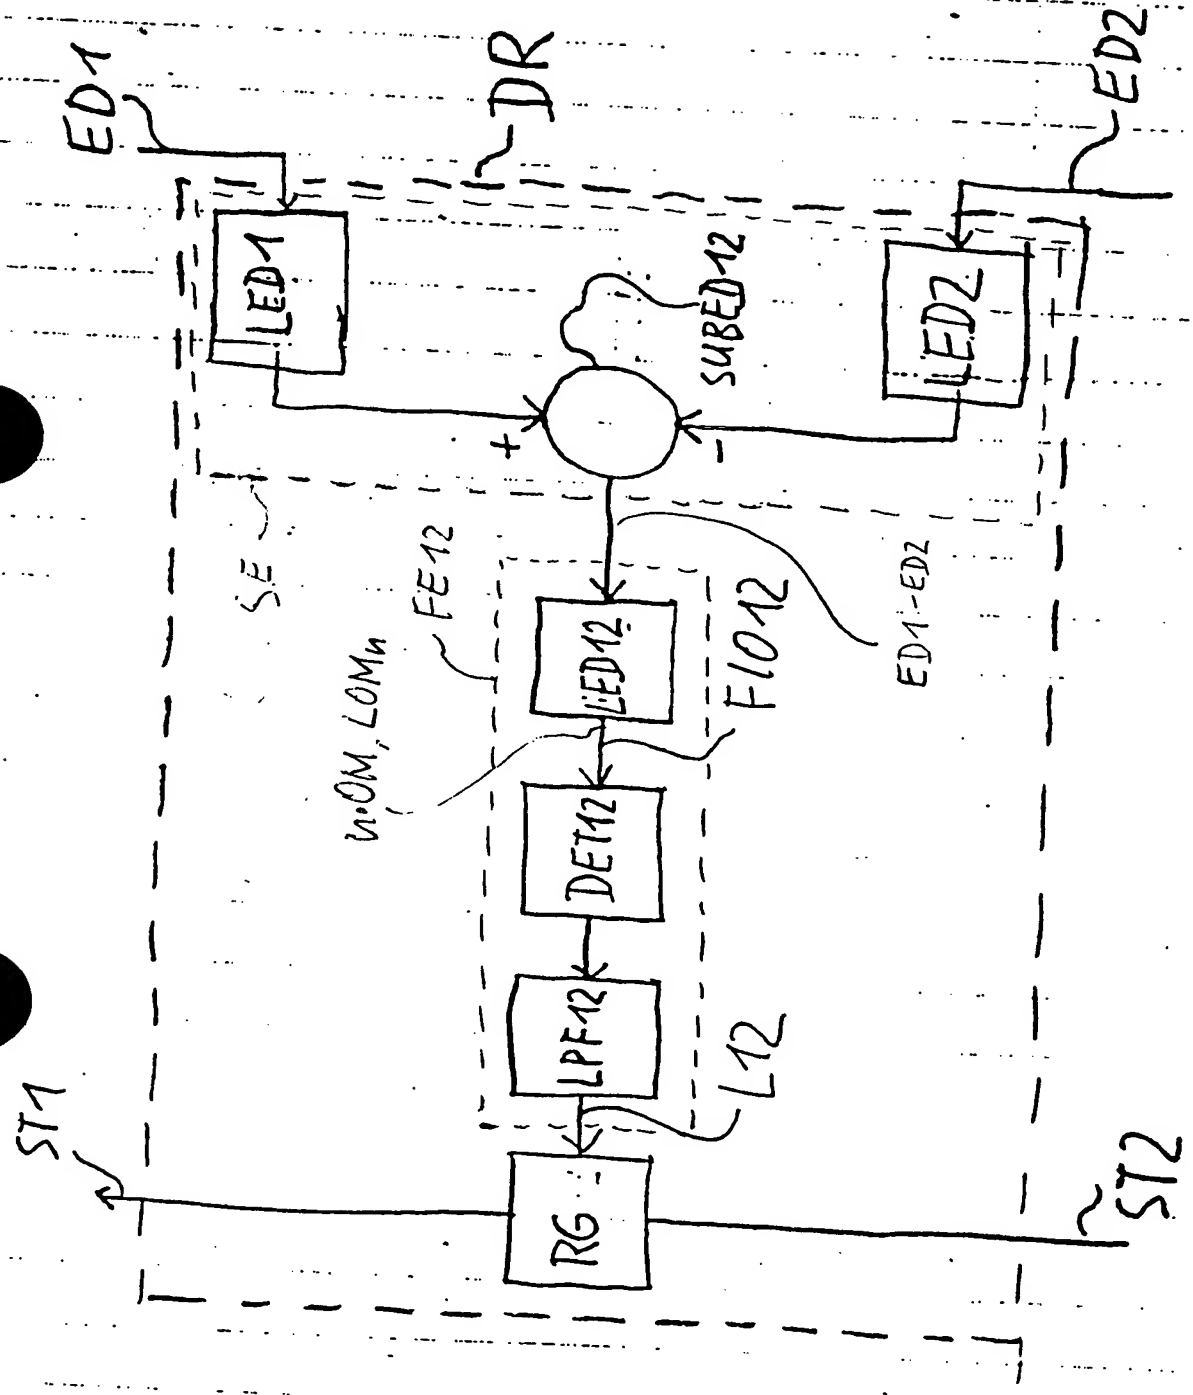 ED1
DR
ED2
LED1
SUBED12
LED2
+
-
SE
FE12
ED1-ED2
LED12
FIO12
n·OM, LOMn
DET12
LPF12
L12
ST1
RG
ST2